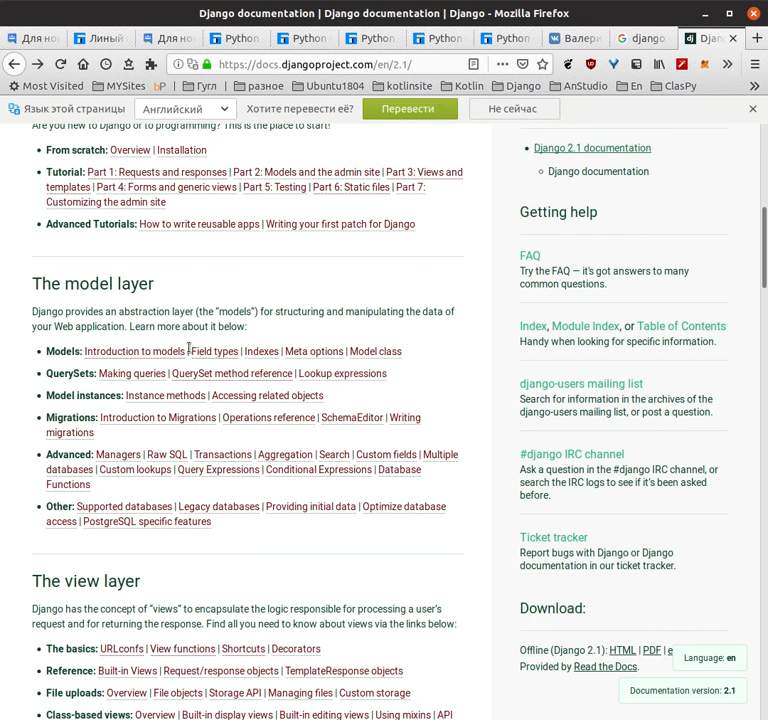 Django documentation | Django documentation | Django - Mozilla Firefox
Для но
Линый
Для но
Python
Python
Python
Python
Python
Валери
django
Djan
https://docs.djangoproject.com/en/2.1/
Most Visited MYSites bP Гугл разное Ubuntu1804 kotlinsite Kotlin Django AnStudio En ClasPy
Язык этой страницы Английский Хотите перевести её? Перевести Не сейчас
Are you new to Django or to programming? This is the place to start!
From scratch: Overview | Installation
Tutorial: Part 1: Requests and responses | Part 2: Models and the admin site | Part 3: Views and
templates | Part 4: Forms and generic views | Part 5: Testing | Part 6: Static files | Part 7:
Customizing the admin site
Advanced Tutorials: How to write reusable apps | Writing your first patch for Django
The model layer
Django provides an abstraction layer (the “models”) for structuring and manipulating the data of
your Web application. Learn more about it below:
Models: Introduction to models | Field types | Indexes | Meta options | Model class
QuerySets: Making queries | QuerySet method reference | Lookup expressions
Model instances: Instance methods | Accessing related objects
Migrations: Introduction to Migrations | Operations reference | SchemaEditor | Writing
migrations
Advanced: Managers | Raw SQL | Transactions | Aggregation | Search | Custom fields | Multiple
databases | Custom lookups | Query Expressions | Conditional Expressions | Database
Functions
Other: Supported databases | Legacy databases | Providing initial data | Optimize database
access | PostgreSQL specific features
The view layer
Django has the concept of “views” to encapsulate the logic responsible for processing a user’s
request and for returning the response. Find all you need to know about views via the links below:
The basics: URLconfs | View functions | Shortcuts | Decorators
Reference: Built-in Views | Request/response objects | TemplateResponse objects
File uploads: Overview | File objects | Storage API | Managing files | Custom storage
Class-based views: Overview | Built-in display views | Built-in editing views | Using mixins | API
Django 2.1 documentation
Django documentation
Getting help
FAQ
Try the FAQ — it's got answers to many
common questions.
Index, Module Index, or Table of Contents
Handy when looking for specific information.
django-users mailing list
Search for information in the archives of the
django-users mailing list, or post a question.
#django IRC channel
Ask a question in the #django IRC channel, or
search the IRC logs to see if it’s been asked
before.
Ticket tracker
Report bugs with Django or Django
documentation in our ticket tracker.
Download:
Offline (Django 2.1): HTML | PDF | e
Provided by Read the Docs.
Language: en
Documentation version: 2.1